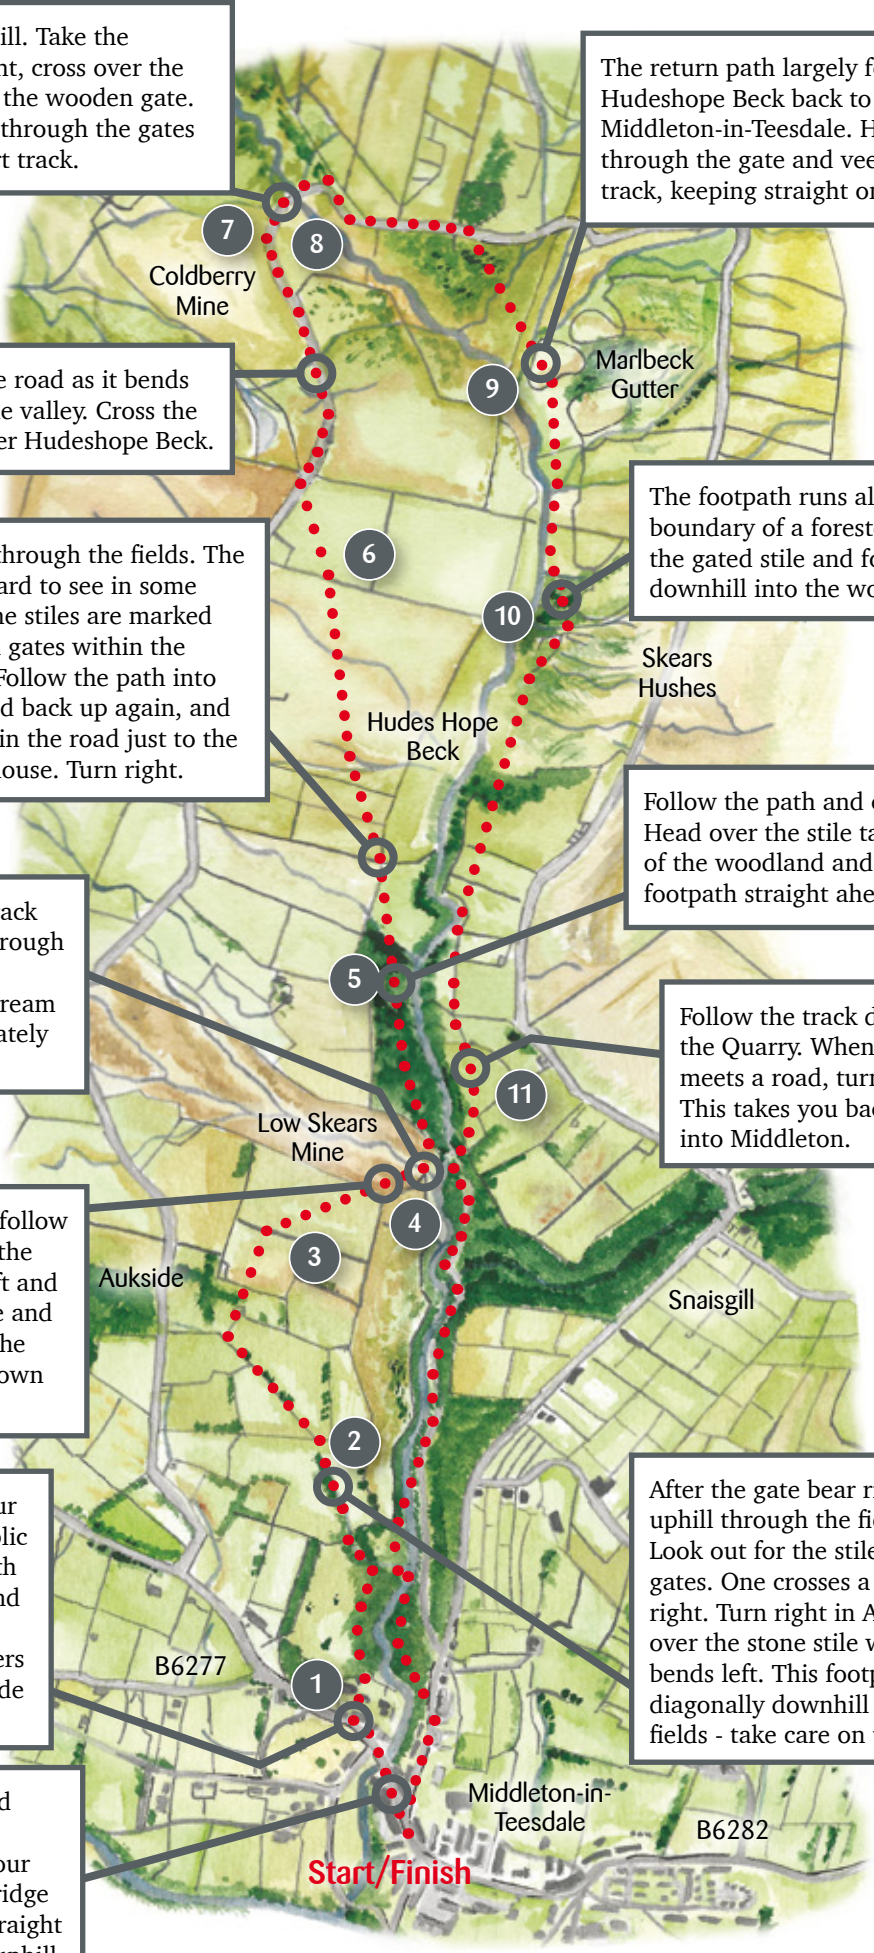 ill. Take the
nt, cross over the
the wooden gate.
through the gates
rt track.
The return path largely f
Hudeshope Beck back to
Middleton-in-Teesdale. H
through the gate and vee
track, keeping straight or
7
8
Coldberry
Mine
e road as it bends
e valley. Cross the
er Hudeshope Beck.
9
Marlbeck
Gutter
The footpath runs al
boundary of a forest
the gated stile and fo
downhill into the wo
through the fields. The
ard to see in some
ne stiles are marked
gates within the
Follow the path into
d back up again, and
in the road just to the
ouse. Turn right.
6
10
Skears
Hushes
Hudes Hope
Beck
Follow the path and
Head over the stile ta
of the woodland and
footpath straight ahe
ack
rough
ream
ately
5
Follow the track d
the Quarry. When
meets a road, turn
This takes you bac
into Middleton.
11
Low Skears
Mine
4
3
follow
the
ft and
e and
he
own
Aukside
Snaisgill
2
After the gate bear ri
uphill through the fie
Look out for the stile
gates. One crosses a
right. Turn right in A
over the stone stile w
bends left. This footp
diagonally downhill
fields - take care on
ur
lic
th
nd
ers
de
B6277
1
d
our
ridge
raight
Middleton-in-
Teesdale
B6282
Start/Finish